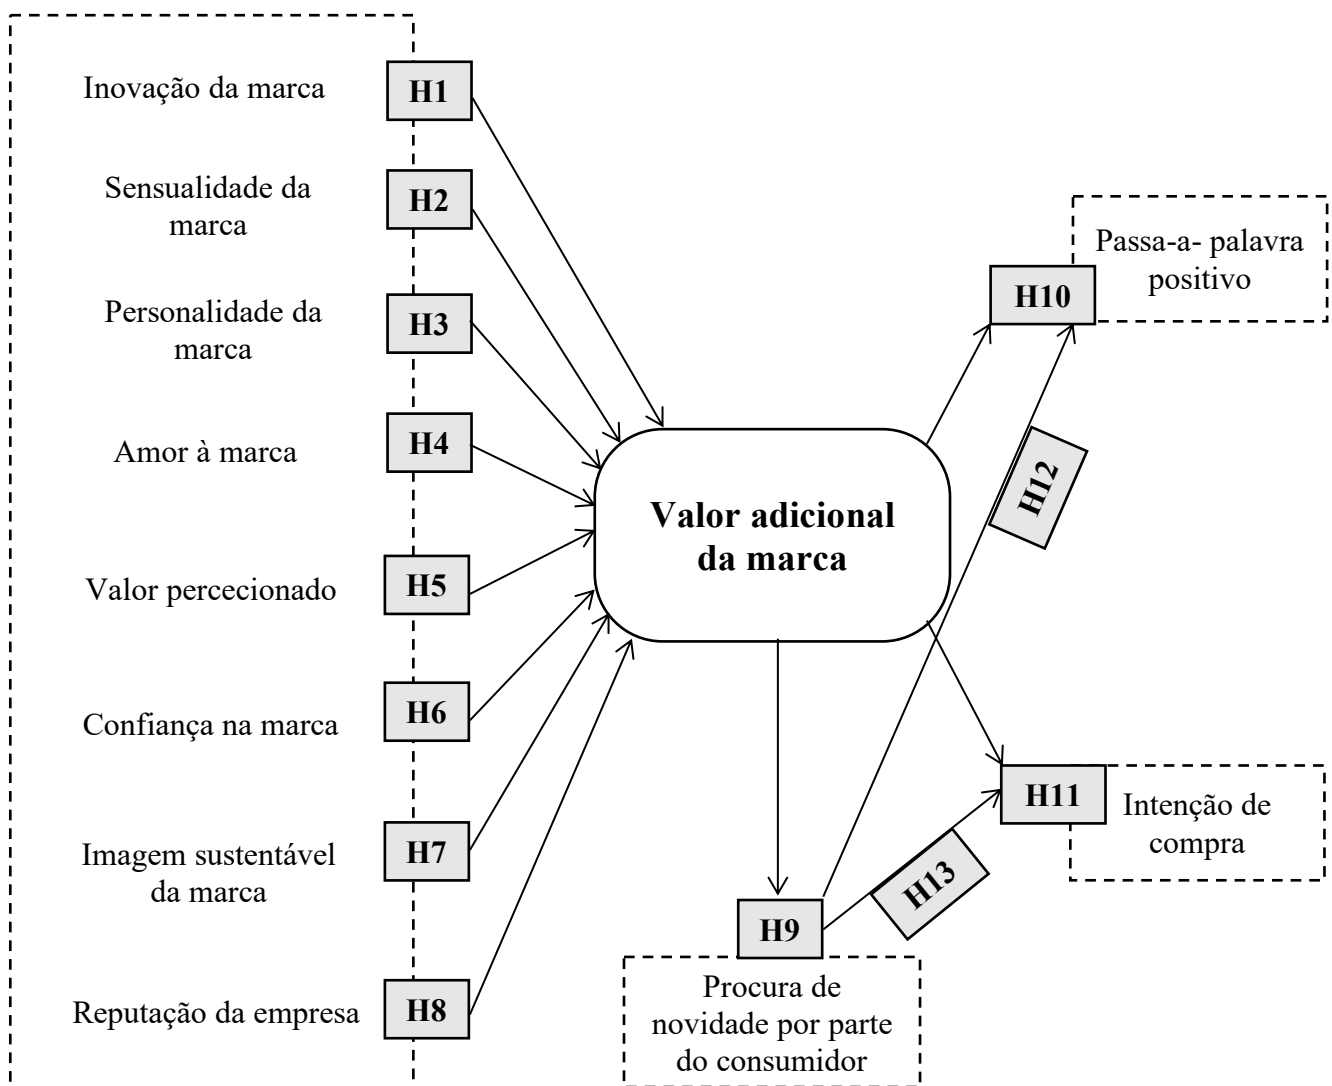 Inovação da marca
H1
Sensualidade da
marca
H2
Personalidade da
marca
H3
Amor à marca
H4
Valor percecionado
H5
Confiança na marca
H6
Imagem sustentável
da marca
H7
Reputação da empresa
H8
Valor adicional
da marca
Passa-a- palavra
positivo
H10
H12
H11
Intenção de
compra
H13
H9
Procura de
novidade por parte
do consumidor